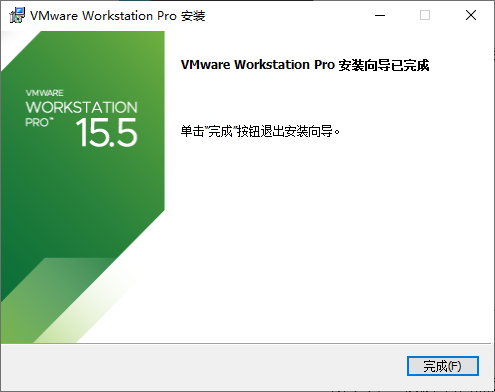 VMware Workstation Pro 安装
VMware Workstation Pro 安装向导已完成
VMWARE
WORKSTATION
PRO™
15.5
单击"完成"按钮退出安装向导。
完成(F)